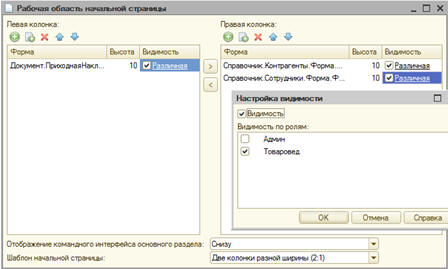 Рабочая область начальной страницы
Левая колонка:
Форма Высота Видимость
Документ.ПриходнаяНакл... 10 Различная
Правая колонка:
Форма Высота Видимость
Справочник.Контрагенты.Форма.... 10 Различная
Справочник.Сотрудники.Форма.Ф... 10 Различная
Настройка видимости
Видимость
Видимость по ролям:
Админ
Товаровед
OK Отмена Справка
Отображение командного интерфейса основного раздела: Снизу
Шаблон начальной страницы: Две колонки разной ширины (2:1)